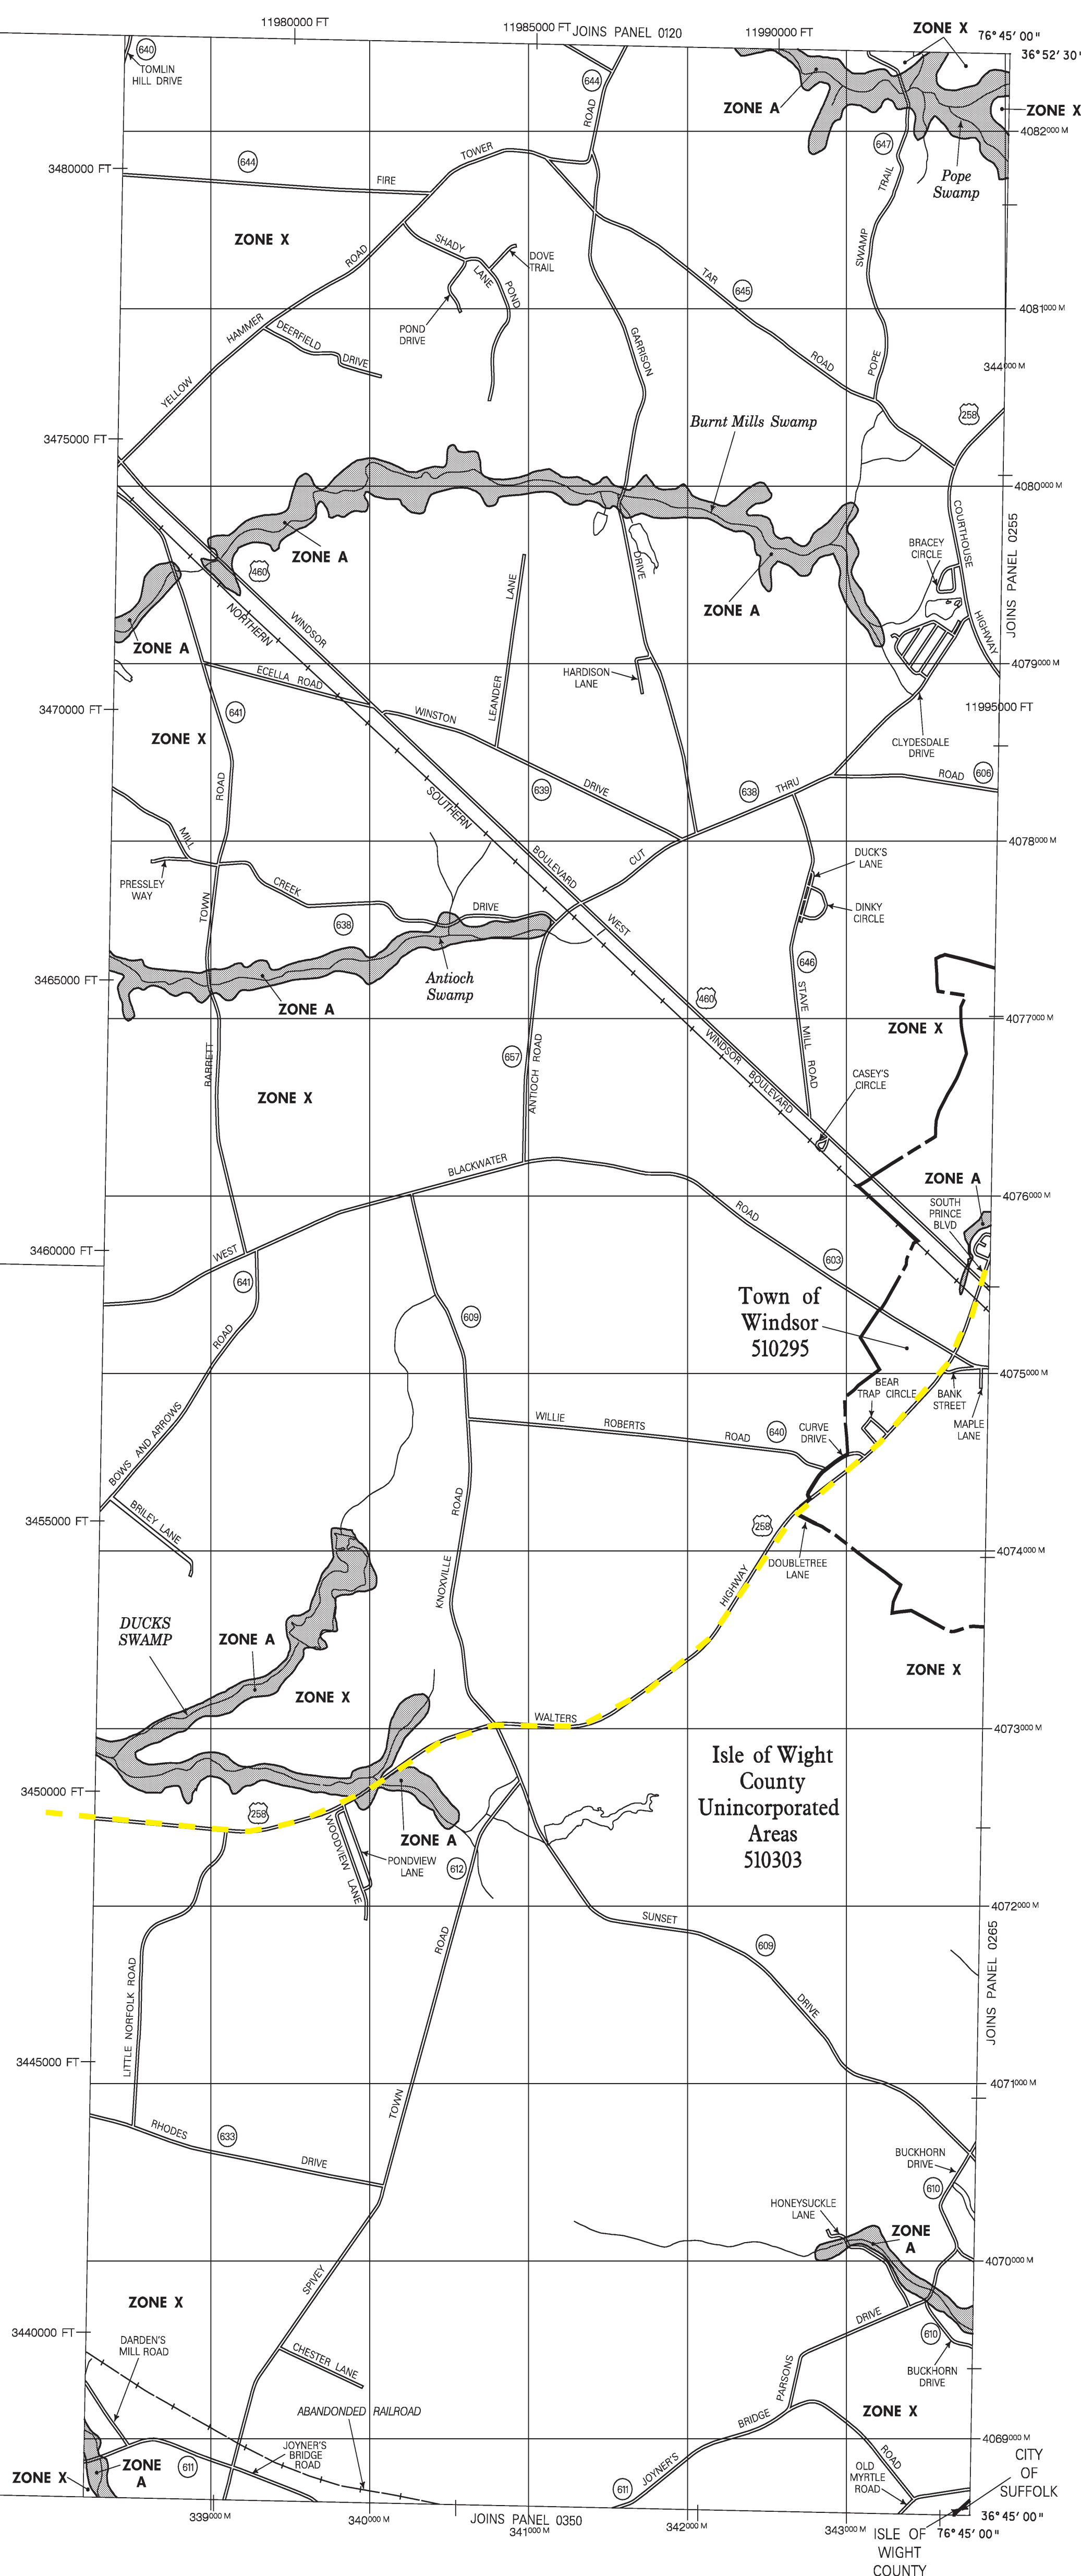 11980000 FT
11985000 FT
JOINS PANEL 0120
11990000 FT
ZONE X
76°45'00"
36°52'30"
640
TOMLIN
HILL DRIVE
644
ROAD
ZONE A
ZONE X
4082000 M
647
TRAIL
Pope
Swamp
TOWER
3480000 FT
644
FIRE
ZONE X
ROAD
SHADY
LANE
DOVE
TRAIL
POND
SWAMP
TAR
645
4081000 M
POND
DRIVE
HAMMER
DEERFIELD
DRIVE
GARRISON
ROAD
POPE
344000 M
YELLOW
258
3475000 FT
Burnt Mills Swamp
4080000 M
COURTHOUSE
JOINS PANEL 0255
BRACEY
CIRCLE
ZONE A
460
DRIVE
LANE
ZONE A
NORTHERN
WINDSOR
HIGHWAY
ZONE A
4079000 M
ECELLA ROAD
HARDISON
LANE
LEANDER
3470000 FT
641
WINSTON
11995000 FT
ZONE X
CLYDESDALE
DRIVE
ROAD
606
ROAD
639
DRIVE
638
THRU
SOUTHERN
MILL
4078000 M
BOULEVARD
CUT
DUCK'S
LANE
PRESSLEY
WAY
CREEK
DRIVE
TOWN
638
DINKY
CIRCLE
WEST
646
Antioch
Swamp
3465000 FT
460
STAVE MILL ROAD
ZONE A
4077000 M
ZONE X
WINDSOR
BOULEVARD
657
ANTIOCH ROAD
BARRETT
CASEY'S
CIRCLE
ZONE X
BLACKWATER
ZONE A
4076000 M
SOUTH
PRINCE
BLVD
ROAD
3460000 FT
WEST
603
641
Town of
Windsor
510295
609
ROAD
4075000 M
BEAR
TRAP CIRCLE
BANK
STREET
MAPLE
LANE
WILLIE ROBERTS ROAD
640
CURVE
DRIVE
BOWS AND ARROWS
BRILEY LANE
ROAD
3455000 FT
258
4074000 M
DOUBLETREE
LANE
HIGHWAY
KNOXVILLE
DUCKS
SWAMP
ZONE A
ZONE X
ZONE X
WALTERS
4073000 M
Isle of Wight
County
Unincorporated
Areas
510303
3450000 FT
258
WOODVIEW LANE
ZONE A
PONDVIEW
LANE
612
4072000 M
SUNSET
609
ROAD
JOINS PANEL 0265
LITTLE NORFOLK ROAD
DRIVE
3445000 FT
4071000 M
TOWN
RHODES
633
DRIVE
BUCKHORN
DRIVE
610
HONEYSUCKLE
LANE
ZONE
A
4070000 M
SPIVEY
ZONE X
DRIVE
3440000 FT
610
DARDEN'S
MILL ROAD
CHESTER LANE
BUCKHORN
DRIVE
PARSONS
ABANDONDED RAILROAD
ZONE X
BRIDGE
4069000 M
JOYNER'S
BRIDGE
ROAD
ROAD
CITY
OF
SUFFOLK
ZONE
A
611
ZONE X
OLD
MYRTLE
ROAD
JOYNER'S
611
36°45'00"
339000 M
340000 M
JOINS PANEL 0350
341000 M
342000 M
343000 M
76°45'00"
ISLE OF
WIGHT
COUNTY